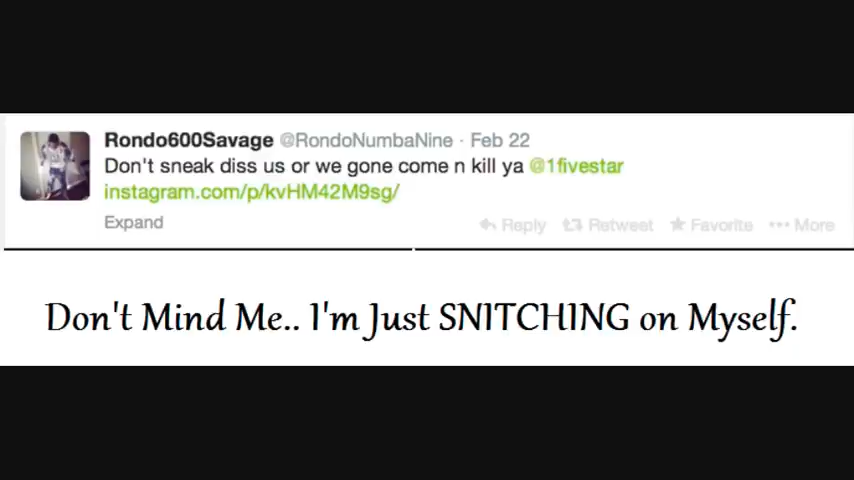 Rondo600Savage @RondoNumbaNine · Feb 22
Don't sneak diss us or we gone come n kill ya @1fivestar
instagram.com/p/kvHM42M9sg/
Expand Reply Retweet Favorite More
Don't Mind Me.. I'm Just SNITCHING on Myself.